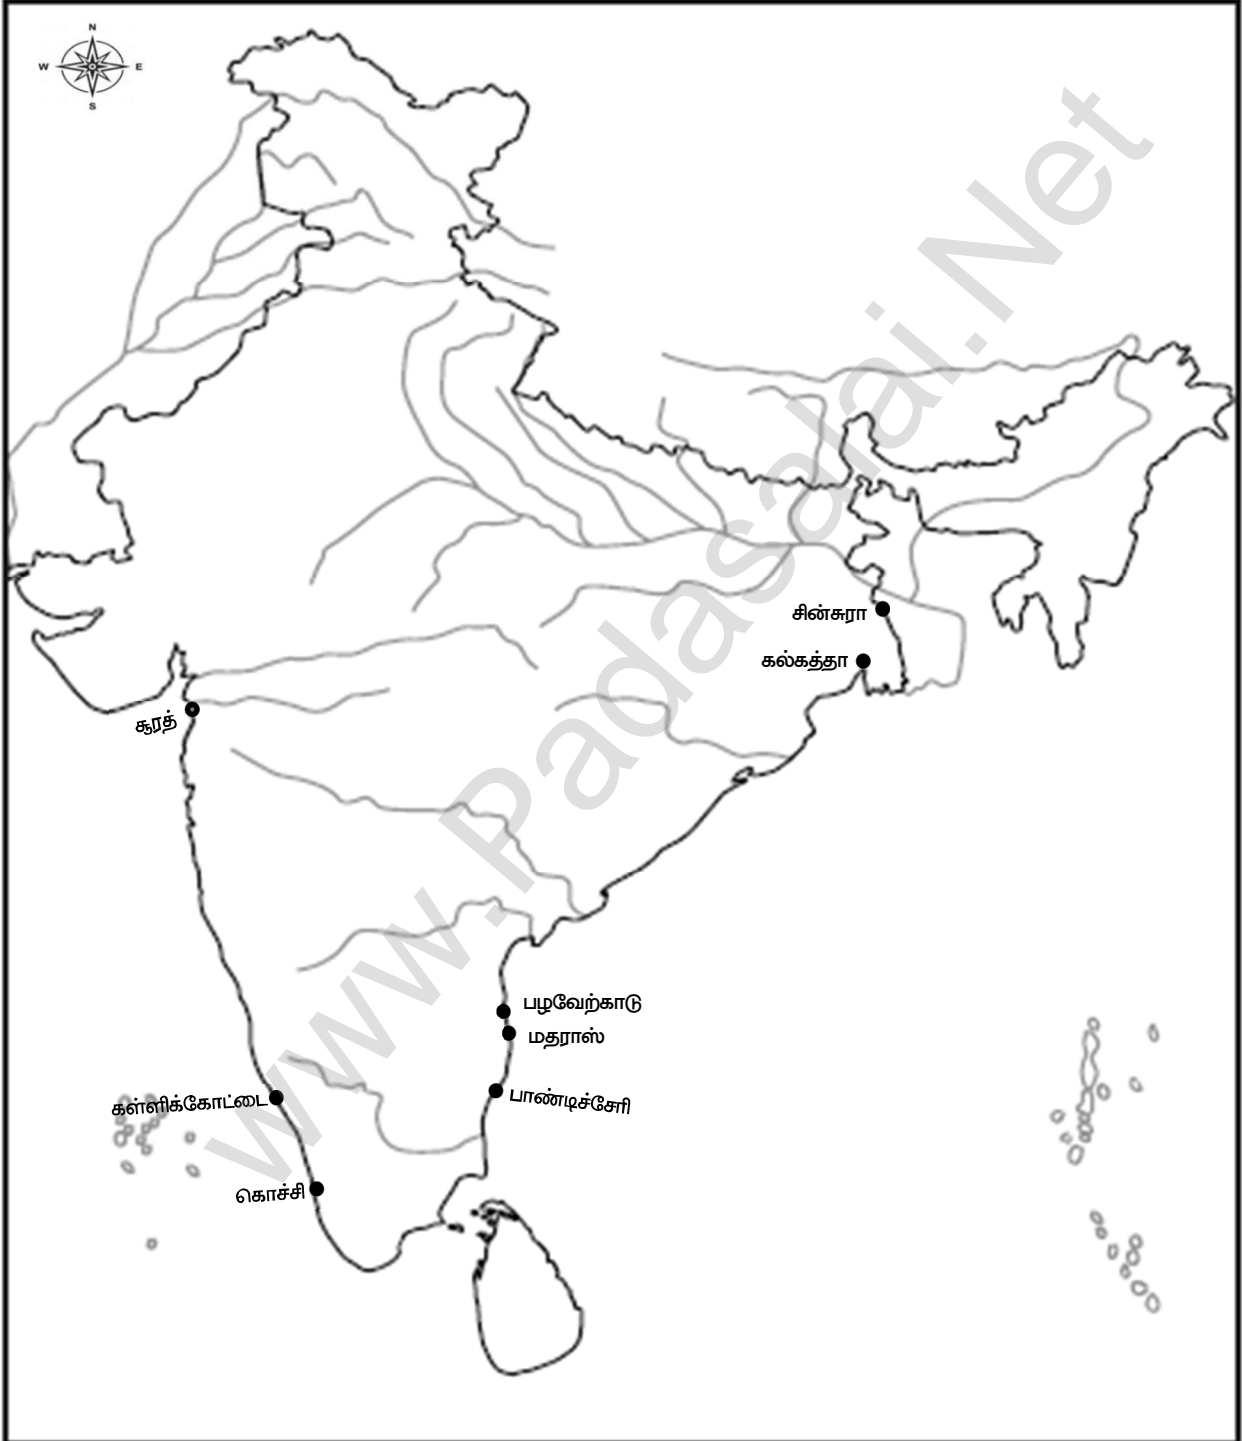 N
W E
S
www.Padasalai.Net
சின்சுரா
கல்கத்தா
சூரத்
பழவேற்காடு
மதராஸ்
பாண்டிச்சேரி
கள்ளிக்கோட்டை
கொச்சி